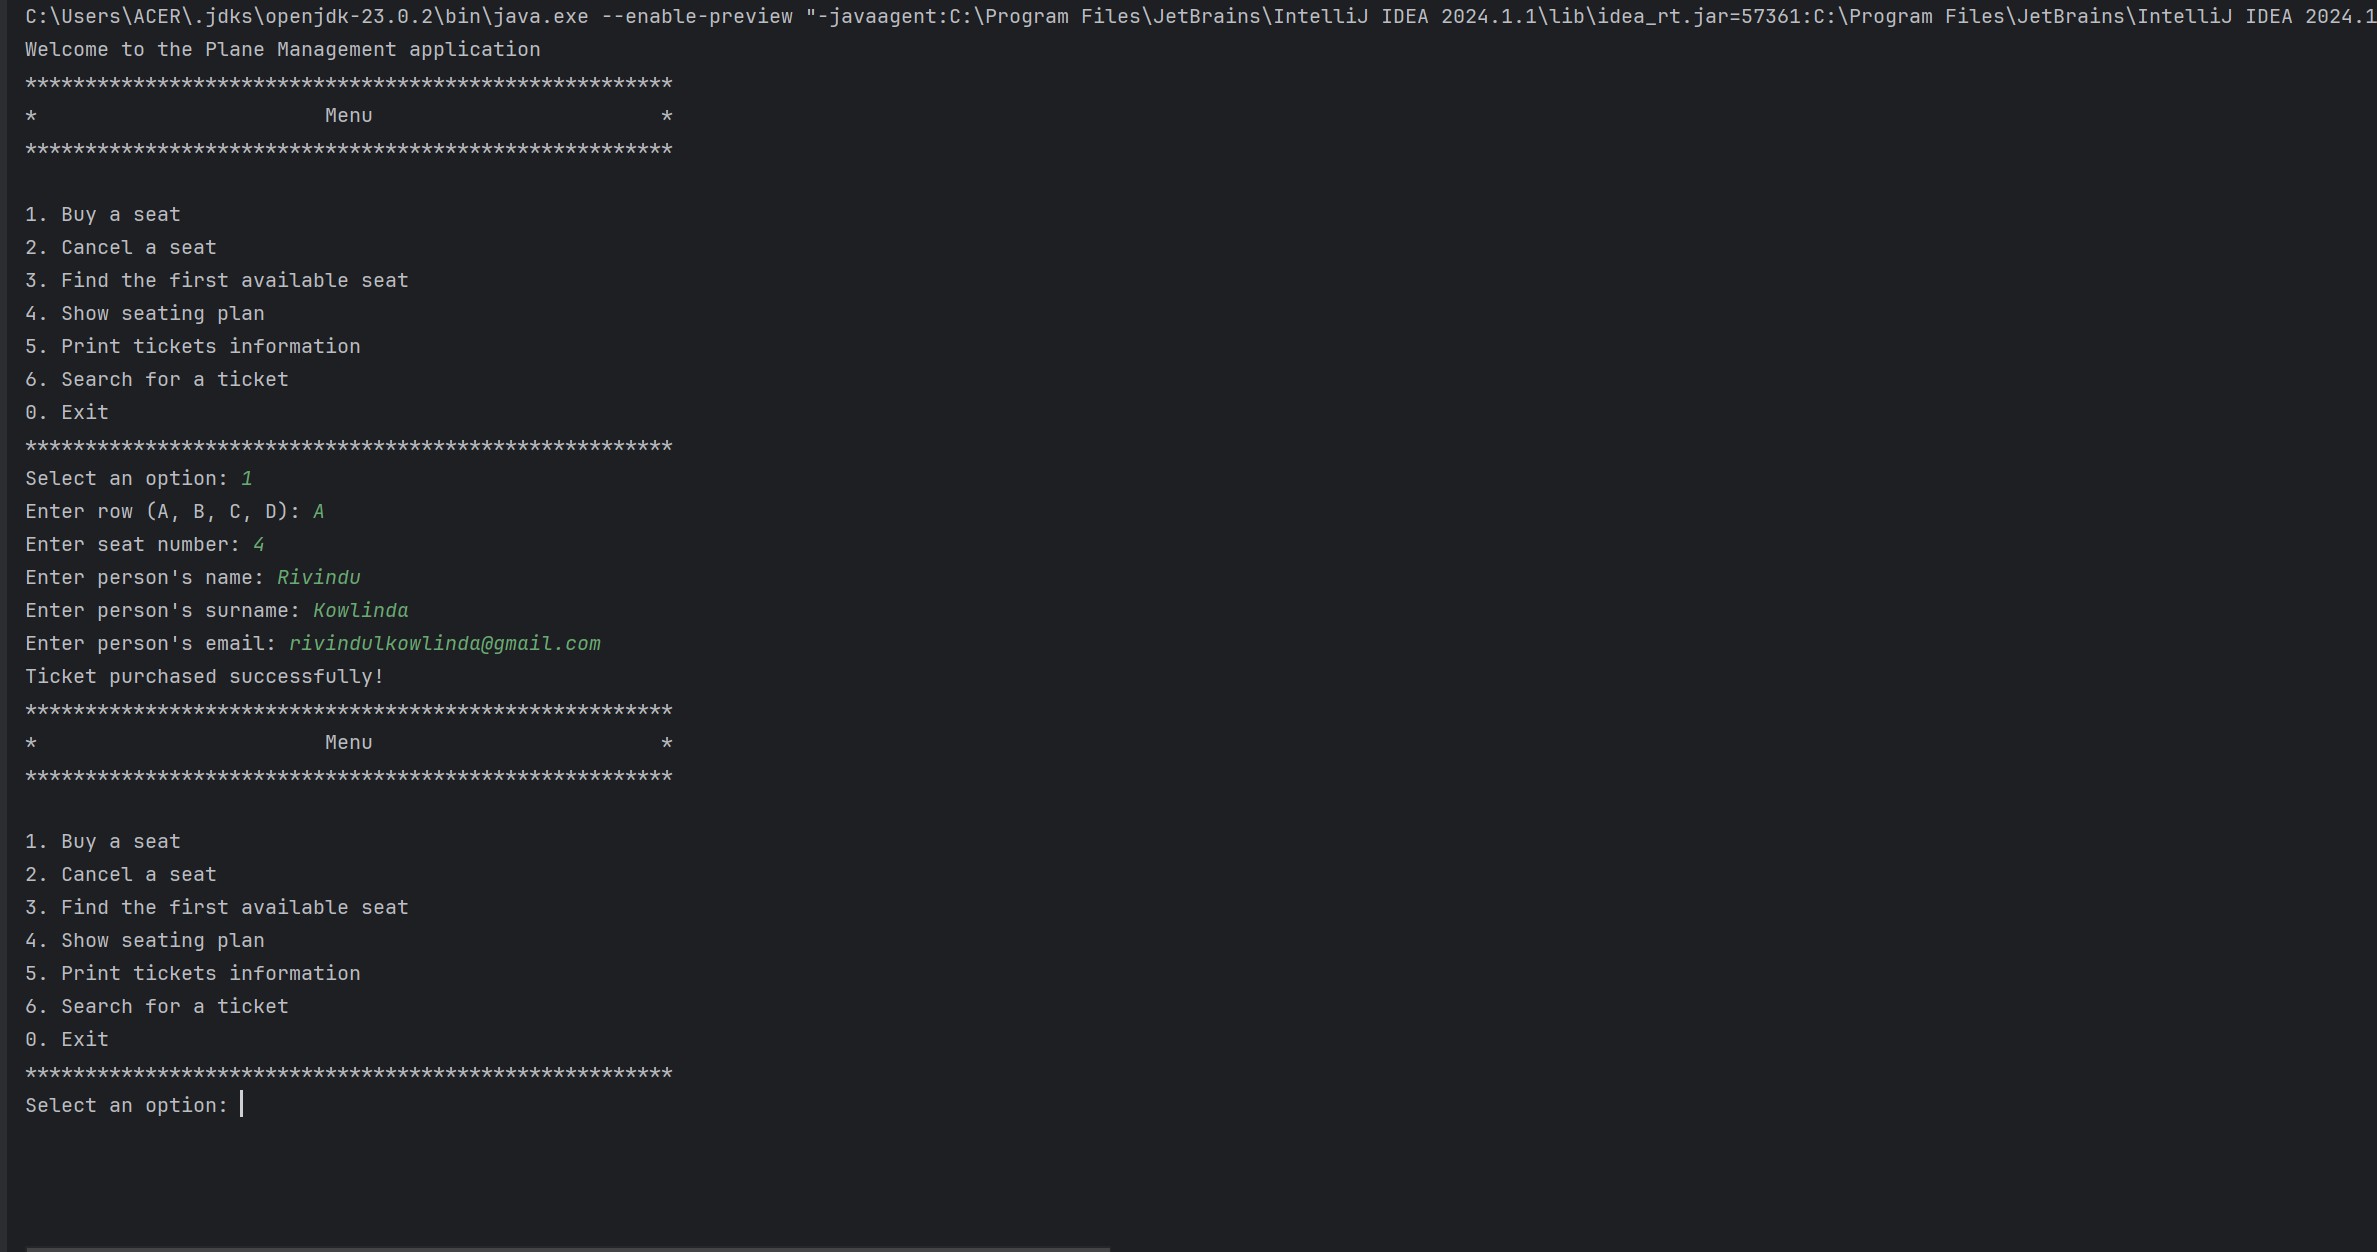 C:\Users\ACER\.jdks\openjdk-23.0.2\bin\java.exe --enable-preview "-javaagent:C:\Program Files\JetBrains\IntelliJ IDEA 2024.1.1\lib\idea_rt.jar=57361:C:\Program Files\JetBrains\IntelliJ IDEA 2024.1
Welcome to the Plane Management application
******************************************************
*                        Menu                        *
******************************************************

1. Buy a seat
2. Cancel a seat
3. Find the first available seat
4. Show seating plan
5. Print tickets information
6. Search for a ticket
0. Exit
******************************************************
Select an option: 1
Enter row (A, B, C, D): A
Enter seat number: 4
Enter person's name: Rivindu
Enter person's surname: Kowlinda
Enter person's email: rivindulkowlinda@gmail.com
Ticket purchased successfully!
******************************************************
*                        Menu                        *
******************************************************

1. Buy a seat
2. Cancel a seat
3. Find the first available seat
4. Show seating plan
5. Print tickets information
6. Search for a ticket
0. Exit
******************************************************
Select an option: